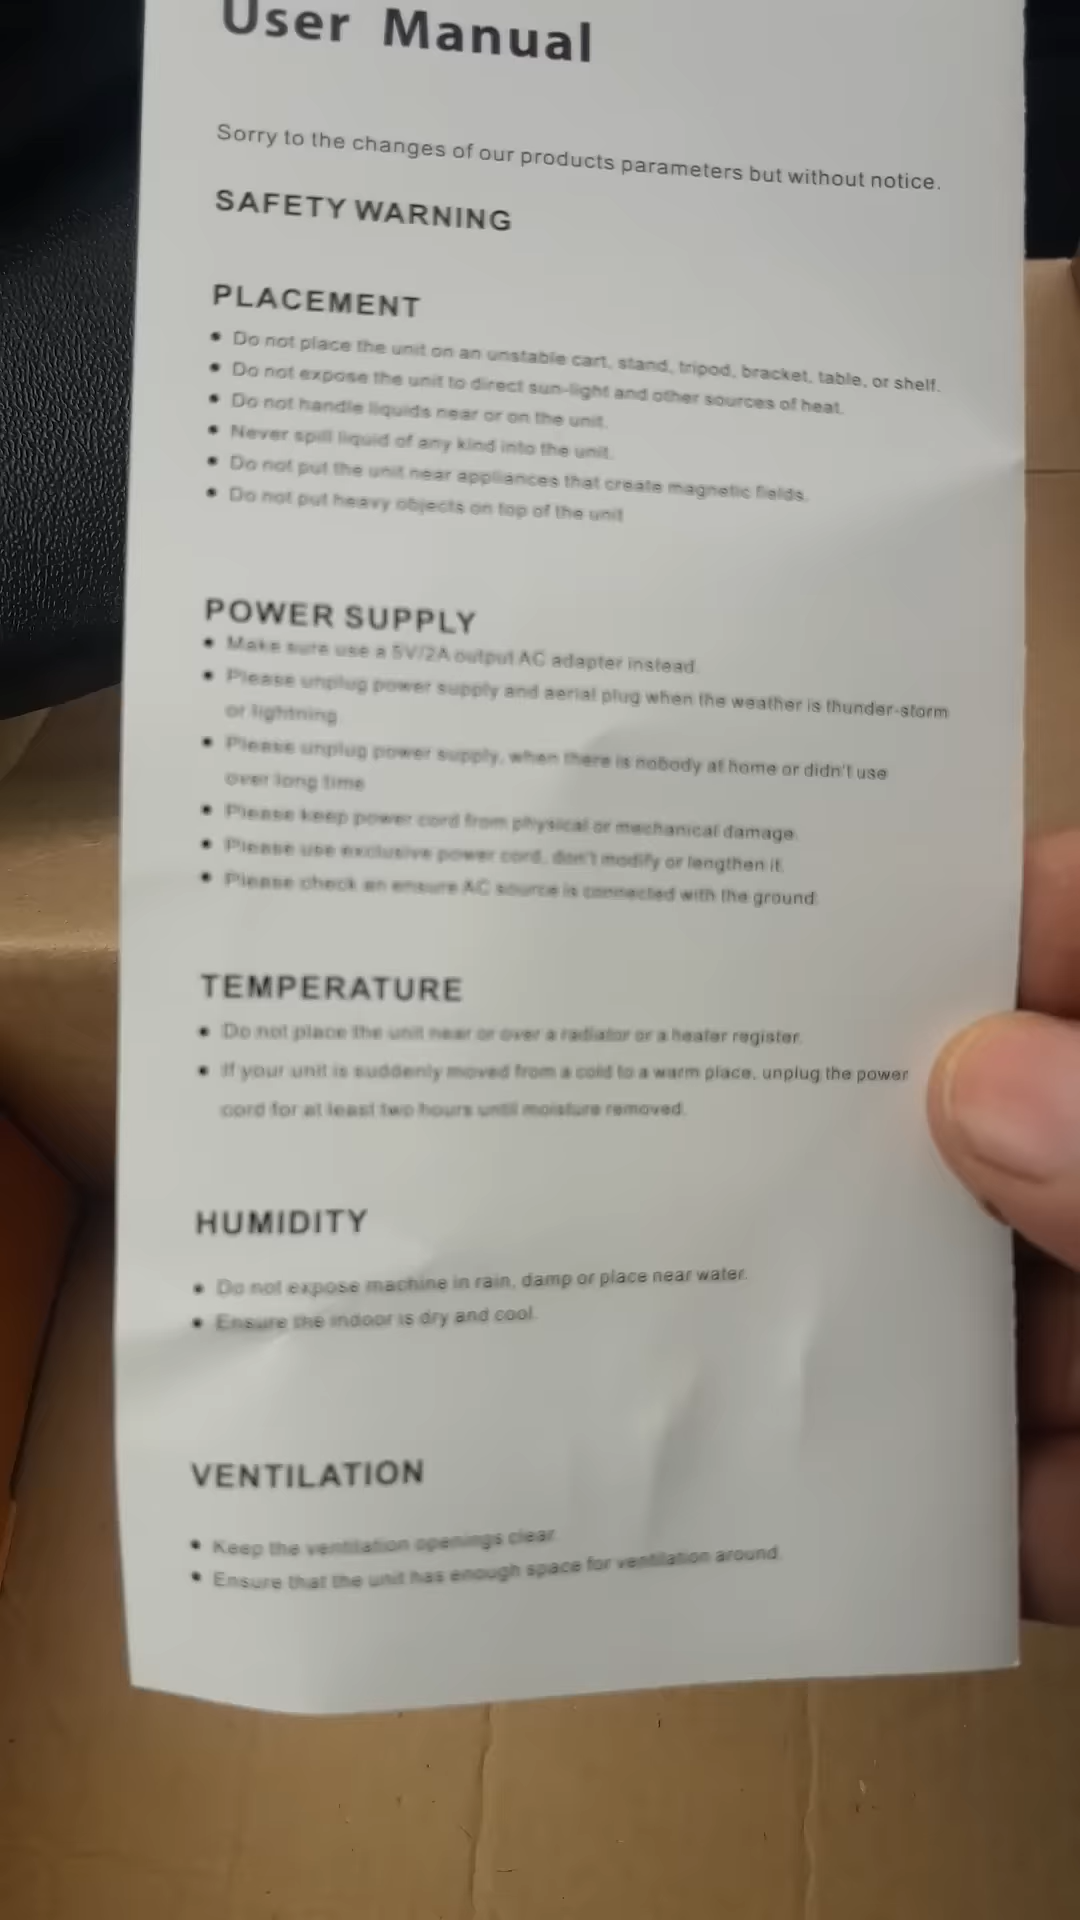 User Manual
Sorry to the changes of our products parameters but without notice.
SAFETY WARNING
PLACEMENT
● Do not place the unit on an unstable cart, stand, tripod, bracket, table, or shelf.
● Do not expose the unit to direct sun-light and other sources of heat.
● Do not handle liquids near or on the unit.
● Never spill liquid of any kind into the unit.
● Do not put the unit near appliances that create magnetic fields.
● Do not put heavy objects on top of the unit
POWER SUPPLY
● Make sure use a 5V/2A output AC adapter instead.
● Please unplug power supply and aerial plug when the weather is thunder-storm
or lightning
● Please unplug power supply, when there is nobody at home or didn't use
over long time
● Please keep power cord from physical or mechanical damage.
● Please use exclusive power cord, don't modify or lengthen it.
● Please check an ensure AC source is connected with the ground.
TEMPERATURE
● Do not place the unit near or over a radiator or a heater register.
● If your unit is suddenly moved from a cold to a warm place, unplug the power
cord for at least two hours until moisture removed.
HUMIDITY
● Do not expose machine in rain, damp or place near water.
● Ensure the indoor is dry and cool.
VENTILATION
● Keep the ventilation openings clear.
● Ensure that the unit has enough space for ventilation around.